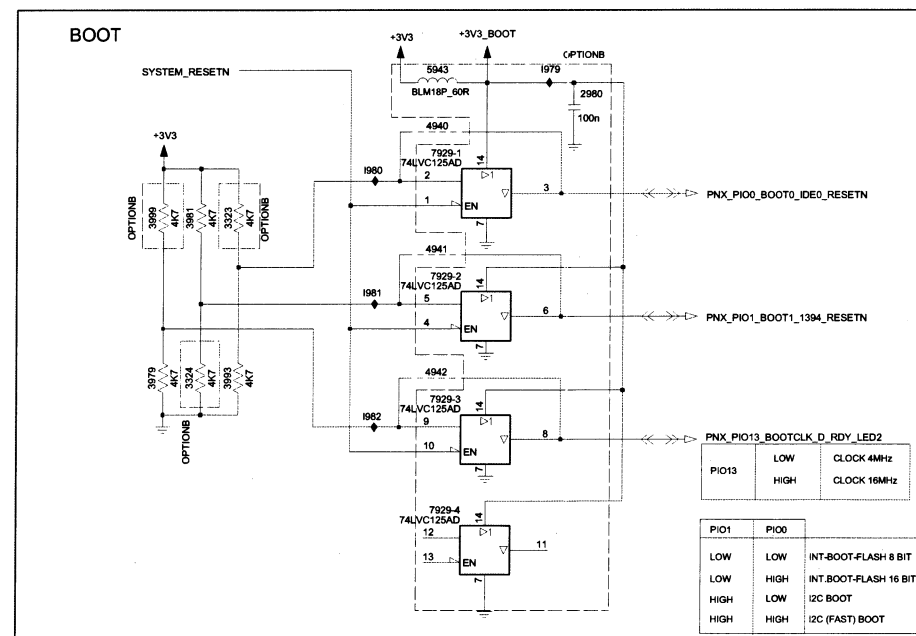 BOOT
+3V3
+3V3_BOOT
OPTIONB
SYSTEM_RESETN
5943
I979
BLM18P_60R
2980
100n
4940
+3V3
7929-1
74LVC125AD
14
I980
2
1
3
PNX_PIO0_BOOT0_IDE0_RESETN
1
EN
7
OPTIONB
3999
4K7
3981
4K7
3323
4K7
OPTIONB
4941
7929-2
74LVC125AD
14
I981
5
1
6
PNX_PIO1_BOOT1_1394_RESETN
4
EN
7
3979
4K7
3324
4K7
3993
4K7
OPTIONB
4942
7929-3
74LVC125AD
14
I982
9
1
8
PNX_PIO13_BOOTCLK_D_RDY_LED2
10
EN
7
PIO13
LOW
CLOCK 4MHz
HIGH
CLOCK 16MHz
7929-4
74LVC125AD
14
12
1
11
13
EN
7
PIO1 PIO0
LOW LOW INT-BOOT-FLASH 8 BIT
LOW HIGH INT.BOOT-FLASH 16 BIT
HIGH LOW I2C BOOT
HIGH HIGH I2C (FAST) BOOT